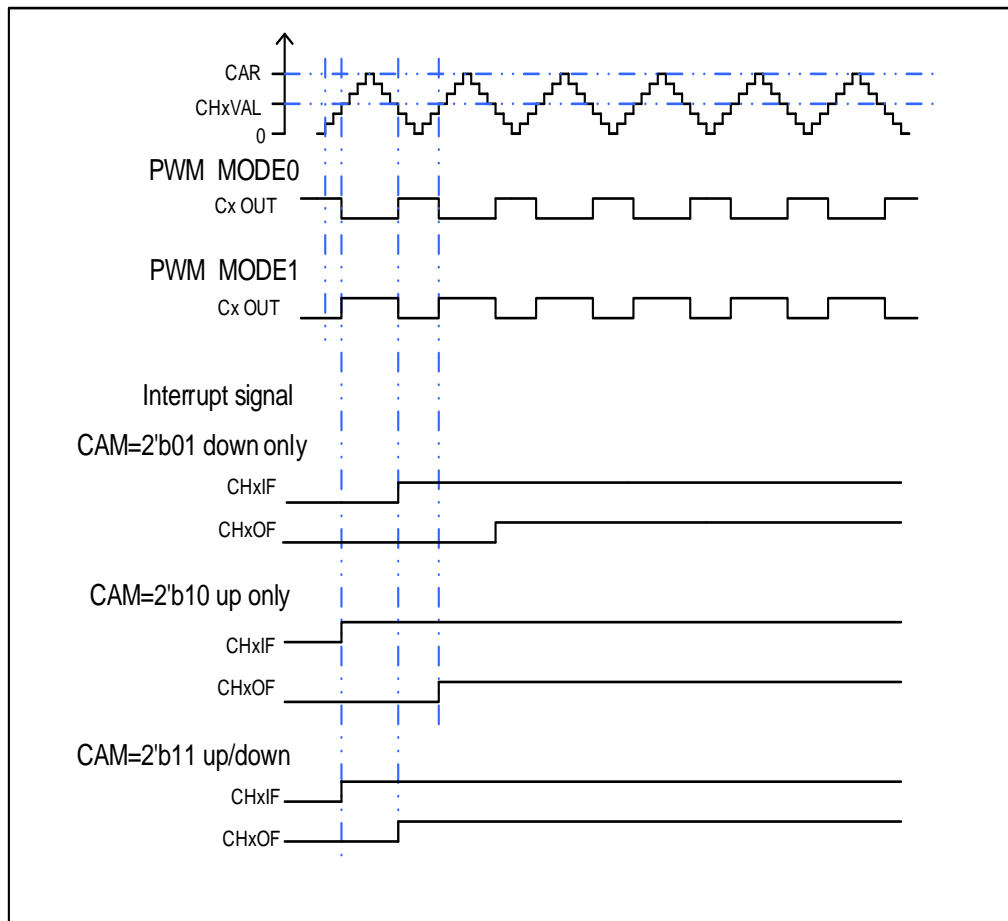 CAR
CHxVAL
0
PWM MODE0
Cx OUT
PWM MODE1
Cx OUT
Interrupt signal
CAM=2'b01 down only
CHxIF
CHxOF
CAM=2'b10 up only
CHxIF
CHxOF
CAM=2'b11 up/down
CHxIF
CHxOF